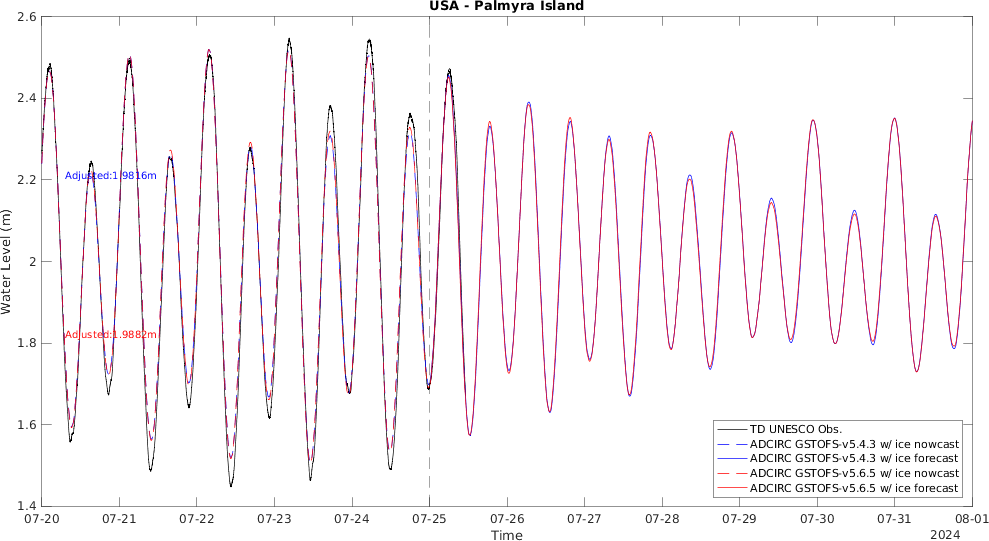 USA - Palmyra Island
2.6
2.4
2.2
2
1.8
1.6
1.4
Water Level (m)
Adjusted:1.9816m
Adjusted:1.9882m
TD UNESCO Obs.
ADCIRC GSTOFS-v5.4.3 w/ ice nowcast
ADCIRC GSTOFS-v5.4.3 w/ ice forecast
ADCIRC GSTOFS-v5.6.5 w/ ice nowcast
ADCIRC GSTOFS-v5.6.5 w/ ice forecast
07-20 07-21 07-22 07-23 07-24 07-25 07-26 07-27 07-28 07-29 07-30 07-31 08-01
Time
2024